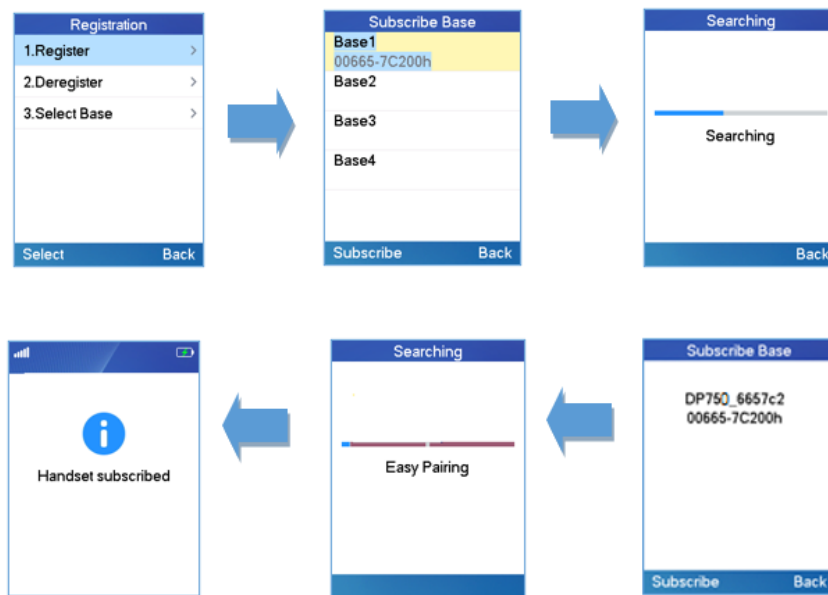 Registration
1.Register
2.Deregister
3.Select Base
Select Back
Subscribe Base
Base1
00665-7C200h
Base2
Base3
Base4
Subscribe Back
Searching
Searching
Back
Handset subscribed
Searching
Easy Pairing
Subscribe Base
DP750_6657c2
00665-7C200h
Subscribe Back